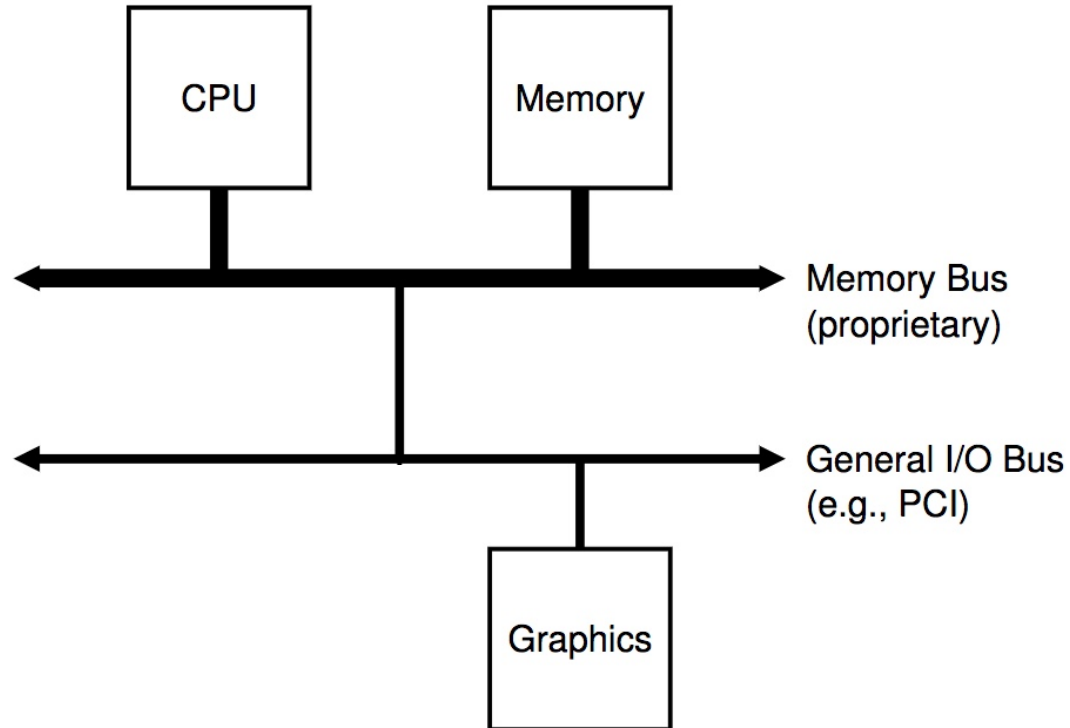 CPU
Memory
Memory Bus
(proprietary)
General I/O Bus
(e.g., PCI)
Graphics